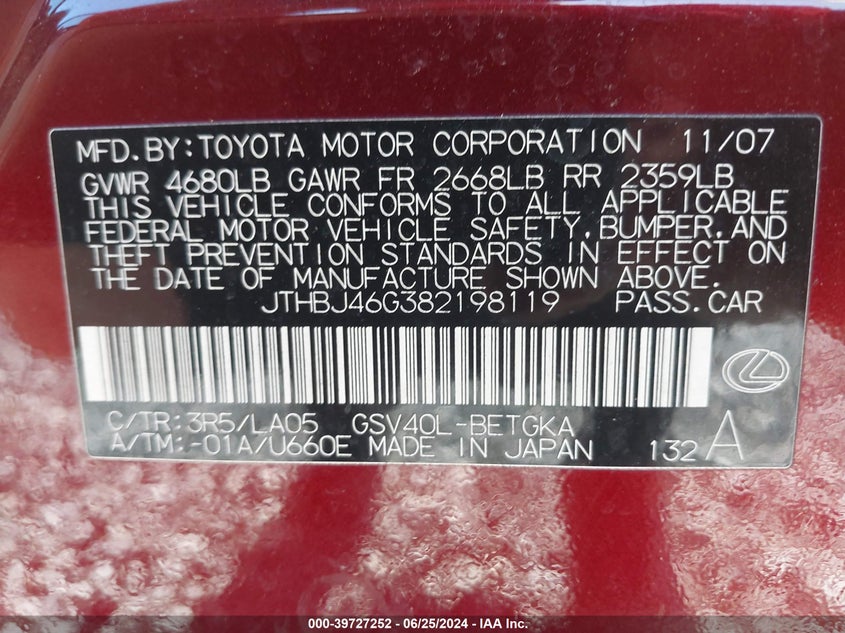 MFD.BY:TOYOTA MOTOR CORPORATION 11/07
GVWR 4680LB GAWR FR 2668LB RR 2359LB
THIS VEHICLE CONFORMS TO ALL APPLICABLE
FEDERAL MOTOR VEHICLE SAFETY,BUMPER,AND
THEFT PREVENTION STANDARDS IN EFFECT ON
THE DATE OF MANUFACTURE SHOWN ABOVE.
JTHBJ46G382198119 PASS.CAR
C/TR:3R5/LA05 GSV40L-BETGKA
A/TM:-01A/U660E MADE IN JAPAN 132 A
000-39727252 | 06/25/2024 - IAA Inc.